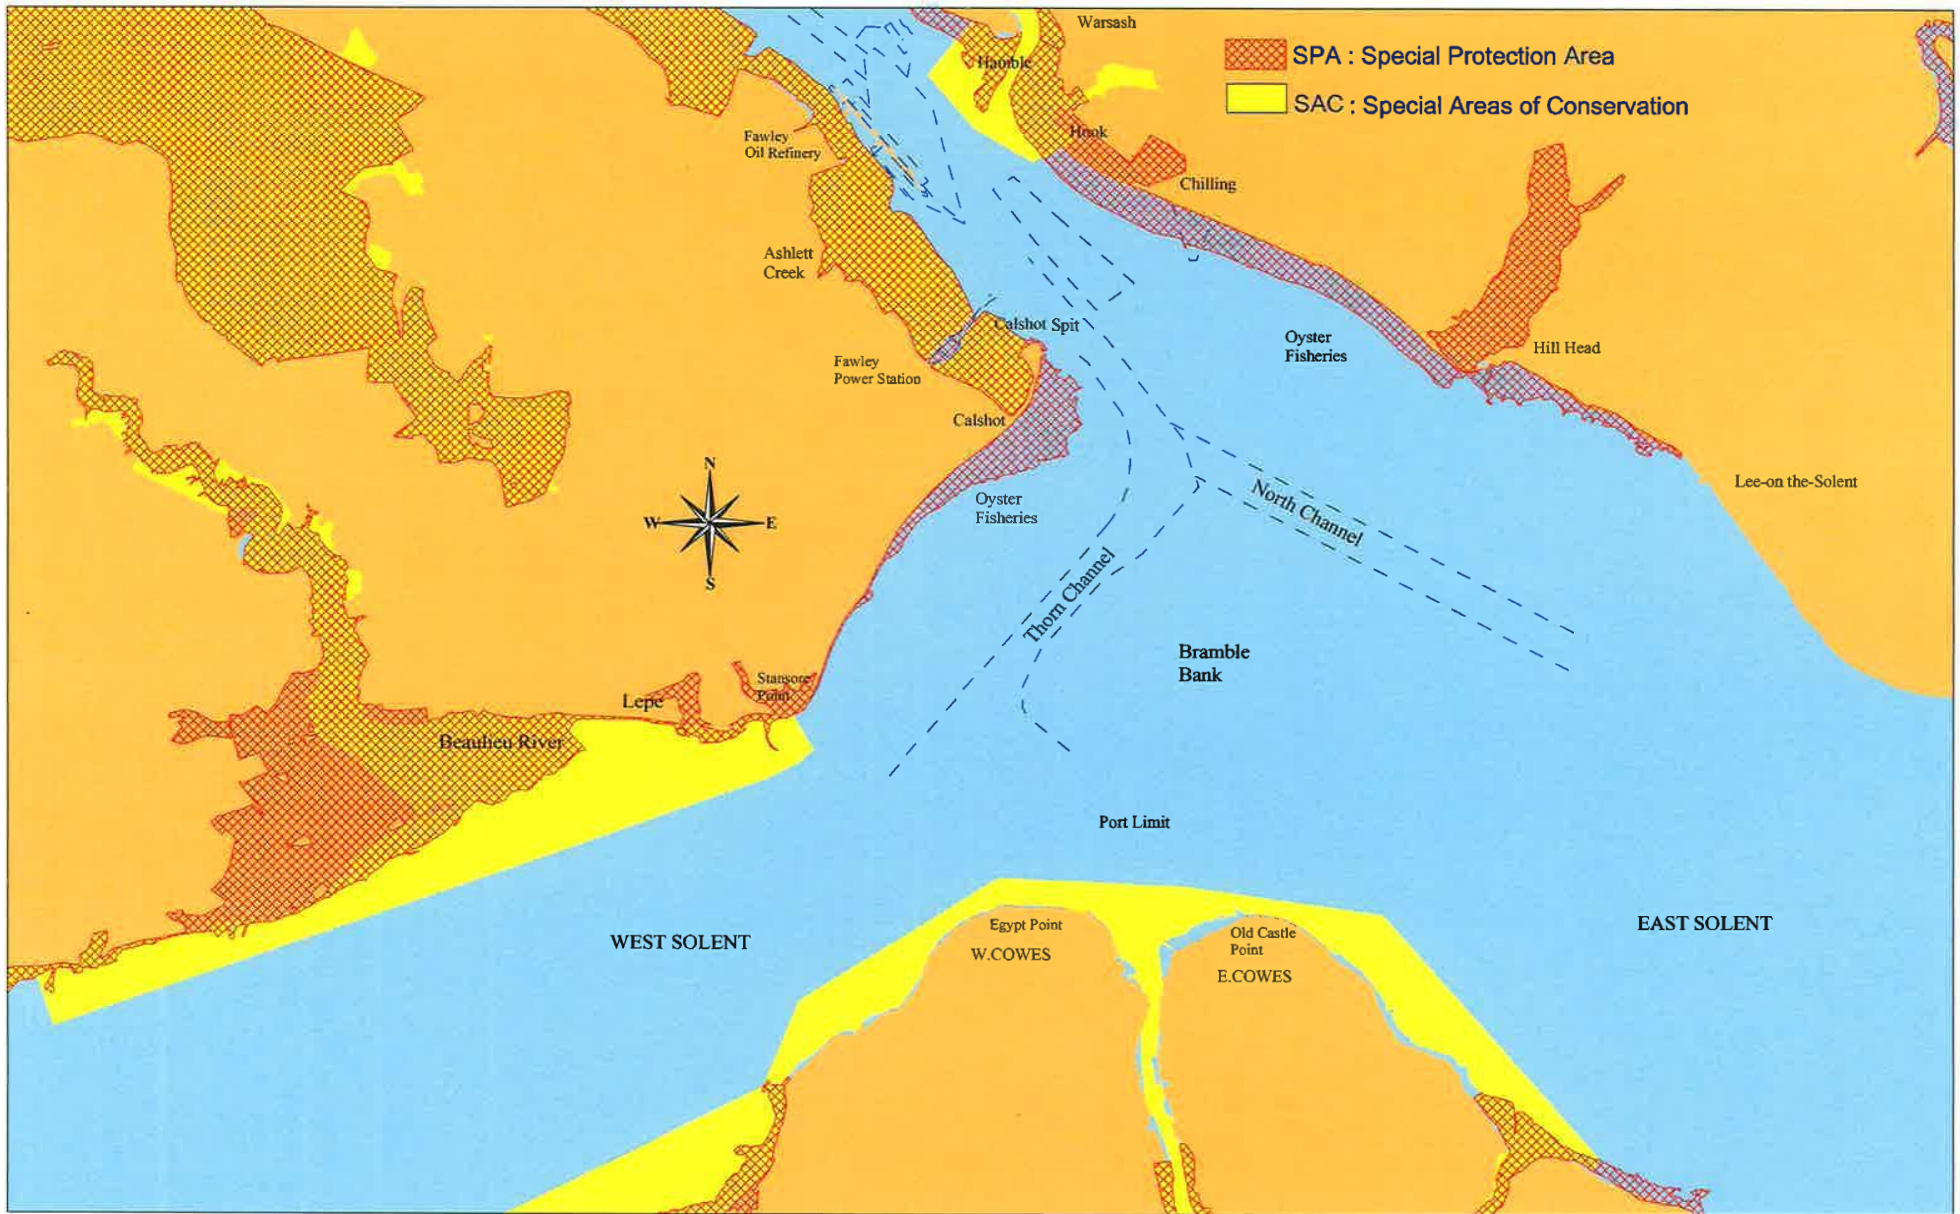 Warsash
SPA : Special Protection Area
Hamble
SAC : Special Areas of Conservation
Fawley
Oil Refinery
Hook
Chilling
Ashlett
Creek
Calshot Spit
Oyster
Fisheries
Hill Head
Fawley
Power Station
Calshot
N
W
E
S
Oyster
Fisheries
North Channel
Lee-on the-Solent
Thorn Channel
Bramble
Bank
Stansore
Point
Lepe
Beaulieu River
Port Limit
WEST SOLENT
Egypt Point
W.COWES
Old Castle
Point
E.COWES
EAST SOLENT